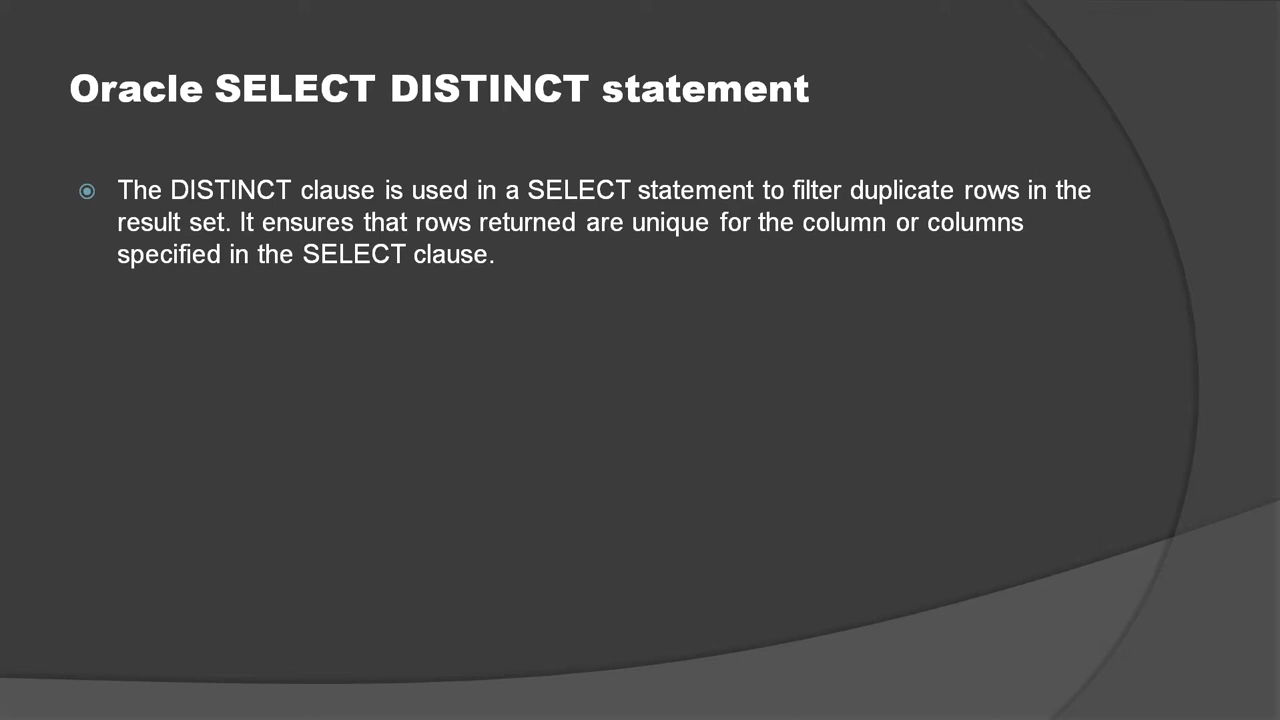 Oracle SELECT DISTINCT statement
The DISTINCT clause is used in a SELECT statement to filter duplicate rows in the
result set. It ensures that rows returned are unique for the column or columns
specified in the SELECT clause.